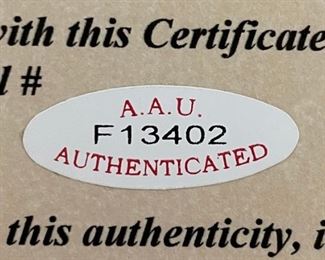 with this Certificate
#
A.A.U.
F13402
AUTHENTICATED
this authenticity, i